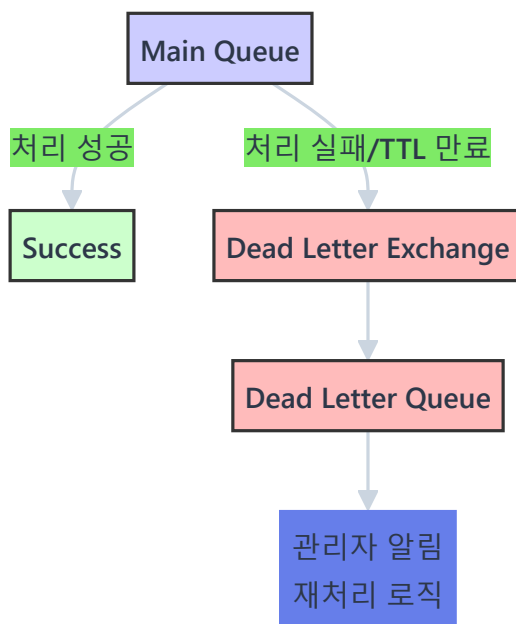 Main Queue
처리 성공
처리 실패/TTL 만료
Success
Dead Letter Exchange
Dead Letter Queue
관리자 알림
재처리 로직